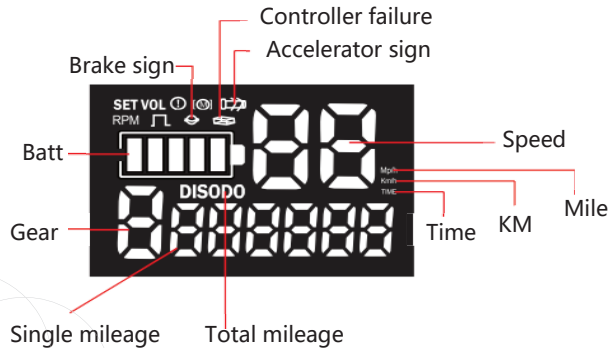 Controller failure
Accelerator sign
Brake sign
SET VOL
RPM
Batt
Speed
Mph
Km/h
TIME
Mile
KM
Time
DISODO
Gear
Single mileage
Total mileage